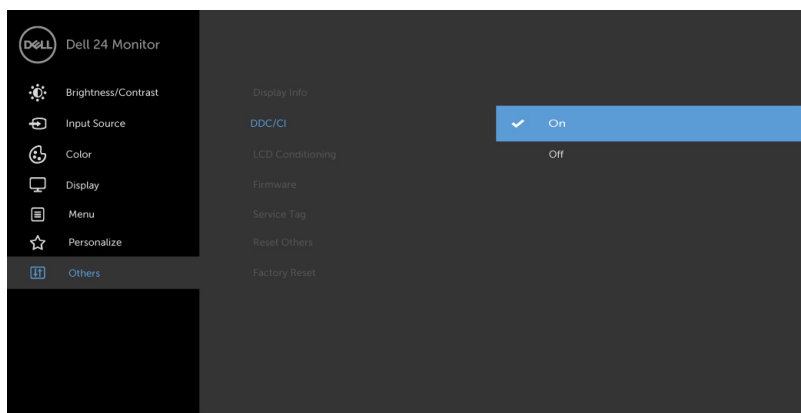 DELL Dell 24 Monitor
Brightness/Contrast
Input Source
Color
Display
Menu
Personalize
Others
Display Info
DDC/CI
LCD Conditioning
Firmware
Service Tag
Reset Others
Factory Reset
On
Off